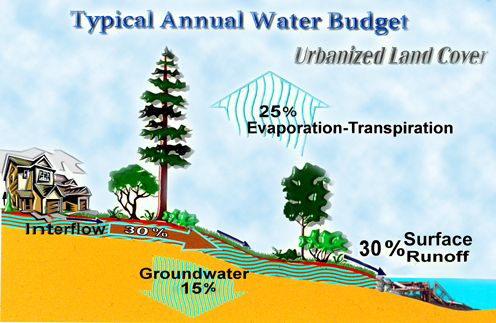 Typical Annual Water Budget
Urbanized Land Cover
25%
Evaporation-Transpiration
Interflow
30%
30% Surface
Runoff
Groundwater
15%